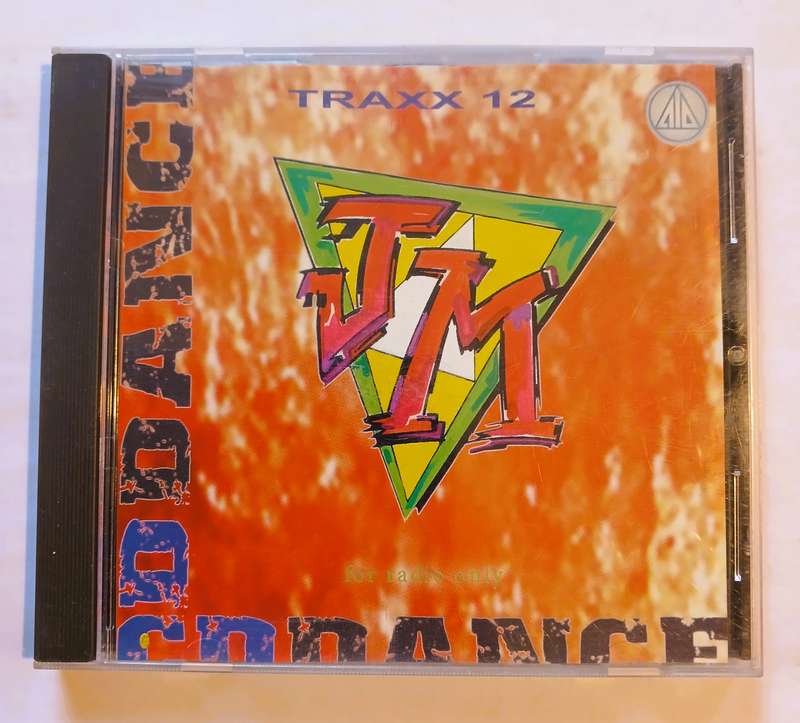 TRAXX 12
JM
for radio only
CD DANCE
CD DANCE